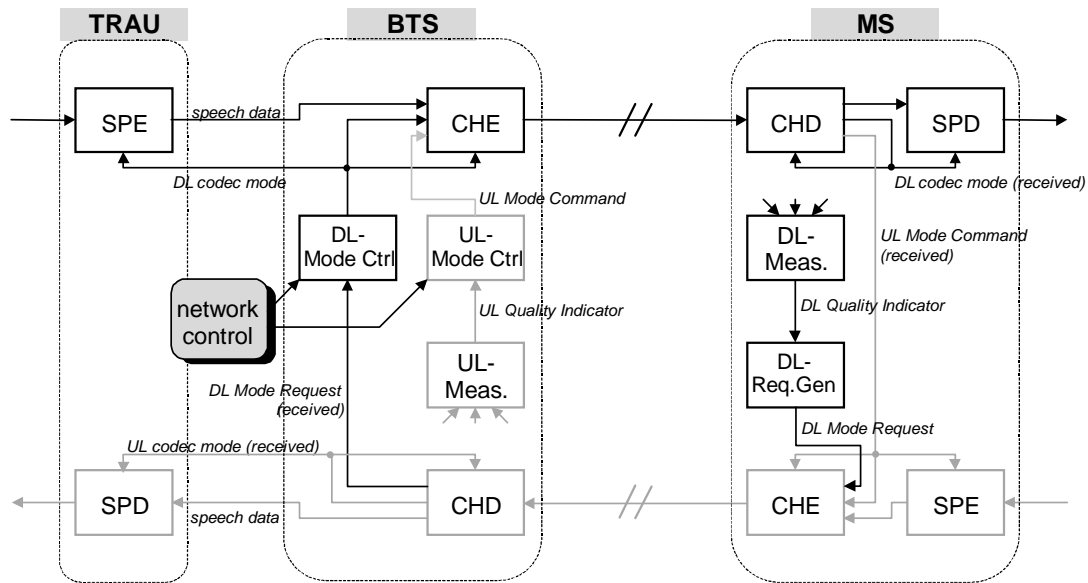 TRAU
BTS
MS
SPE
speech data
CHE
CHD
SPD
DL codec mode
DL codec mode (received)
UL Mode Command
DL-
Mode Ctrl
UL-
Mode Ctrl
DL-
Meas.
UL Mode Command
(received)
network
control
UL Quality Indicator
DL Quality Indicator
UL-
Meas.
DL-
Req.Gen
DL Mode Request
(received)
DL Mode Request
UL codec mode (received)
SPD
speech data
CHD
CHE
SPE